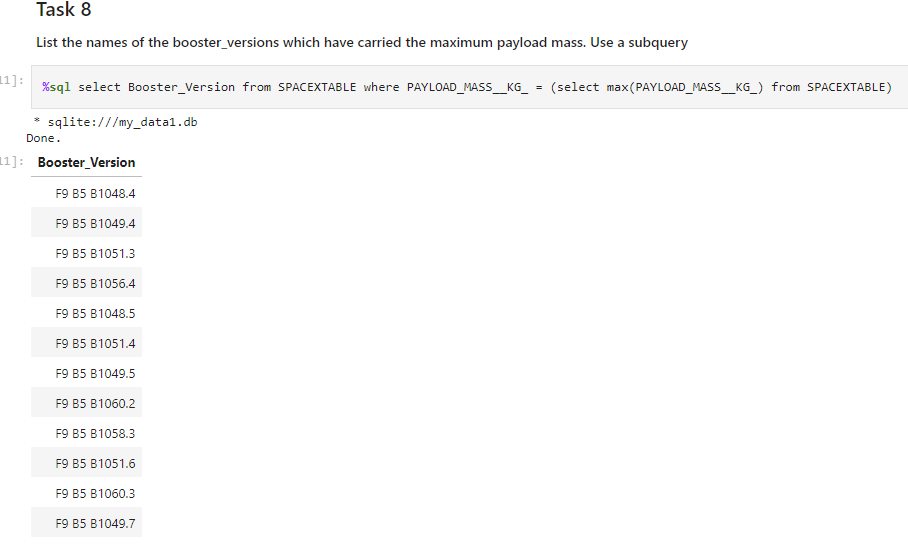 Task 8
List the names of the booster_versions which have carried the maximum payload mass. Use a subquery
11]: %sql select Booster_Version from SPACEXTABLE where PAYLOAD_MASS__KG_ = (select max(PAYLOAD_MASS__KG_) from SPACEXTABLE)
* sqlite:///my_data1.db
Done.
11]: Booster_Version
F9 B5 B1048.4
F9 B5 B1049.4
F9 B5 B1051.3
F9 B5 B1056.4
F9 B5 B1048.5
F9 B5 B1051.4
F9 B5 B1049.5
F9 B5 B1060.2
F9 B5 B1058.3
F9 B5 B1051.6
F9 B5 B1060.3
F9 B5 B1049.7